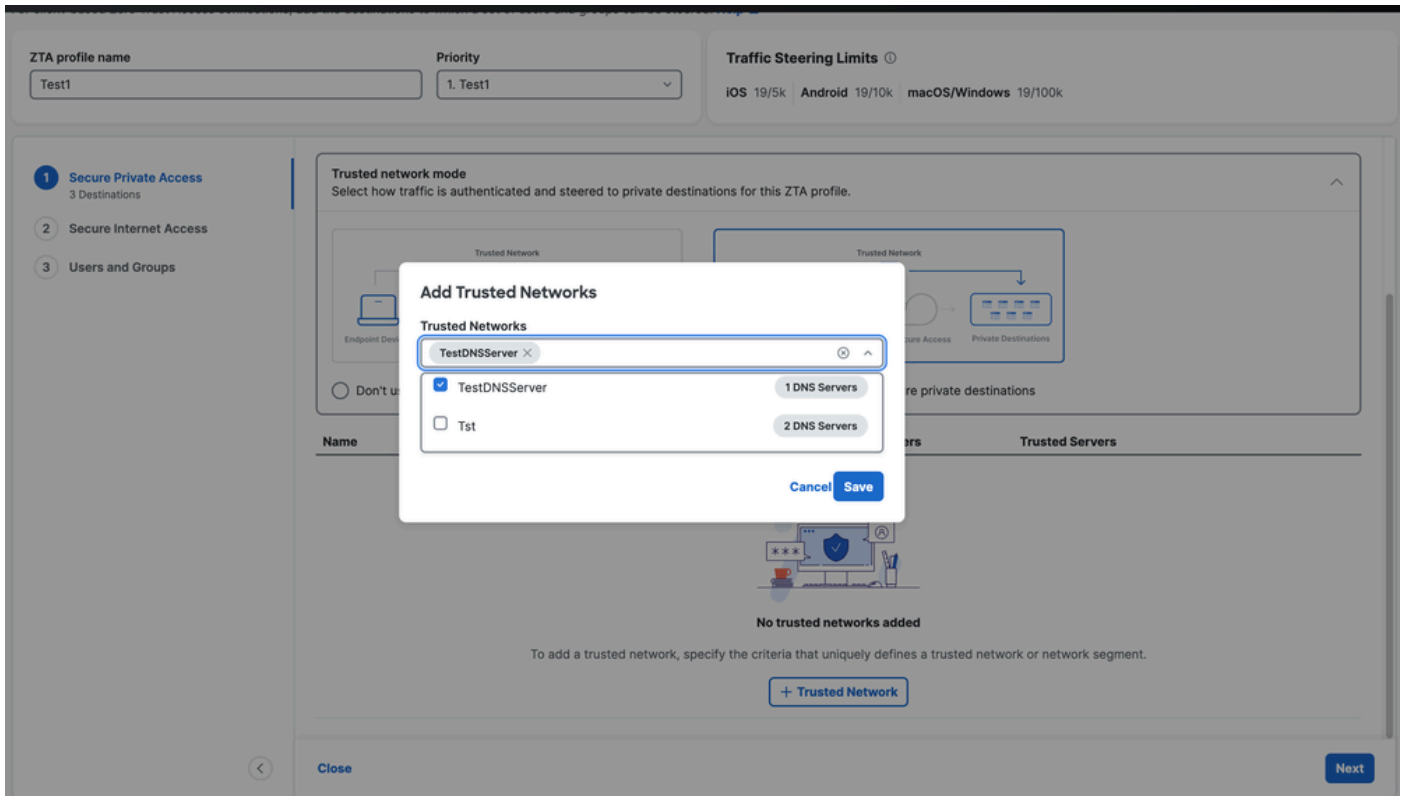 ZTA profile name
Test1
Priority
1. Test1
Traffic Steering Limits
iOS 19/5k Android 19/10k macOS/Windows 19/100k
1 Secure Private Access
3 Destinations
2 Secure Internet Access
3 Users and Groups
Trusted network mode
Select how traffic is authenticated and steered to private destinations for this ZTA profile.
Trusted Network
Trusted Network
Endpoint
Private Destinations
Don't
private destinations
Add Trusted Networks
Trusted Networks
TestDNSServer
TestDNSServer 1 DNS Servers
Tst 2 DNS Servers
Cancel Save
Name Trusted Servers
***
No trusted networks added
To add a trusted network, specify the criteria that uniquely defines a trusted network or network segment.
+ Trusted Network
Close Next